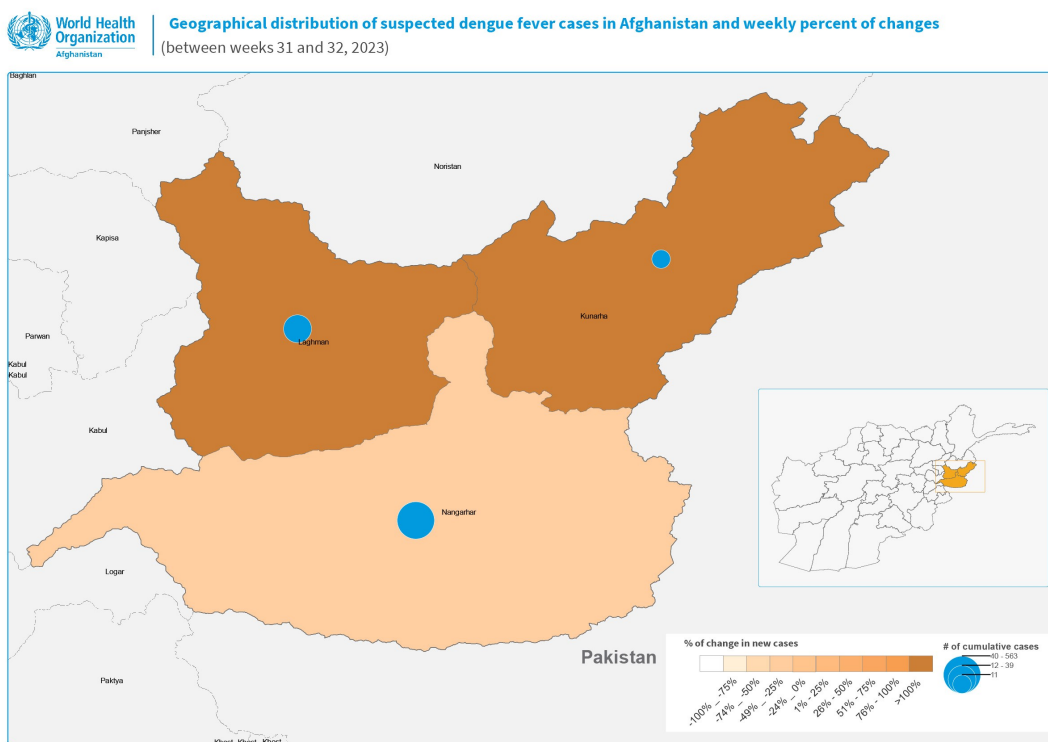 World Health
Organization
Afghanistan
Geographical distribution of suspected dengue fever cases in Afghanistan and weekly percent of changes
(between weeks 31 and 32, 2023)
Baghlan
Panjsher
Noristan
Kapisa
Kunarha
Parwan
Laghman
Kabul
Kabul
Kabul
Nangarhar
Logar
Pakistan
Paktya
Khost Khost Khost
% of change in new cases
-100% _ -75%
-74% _ -50%
-49% _ -25%
-24% _ 0%
1% - 25%
26% - 50%
51% - 75%
76% - 100%
>100%
# of cumulative cases
40 - 563
12 - 39
11